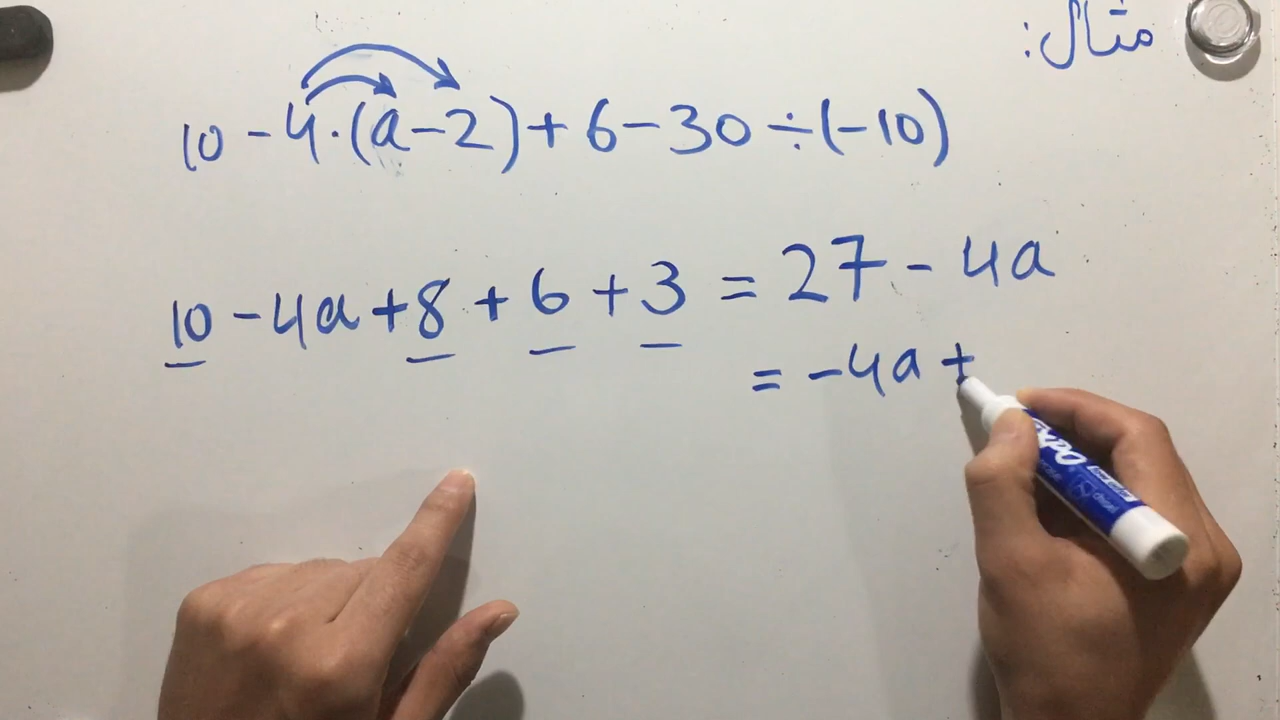 مثال:
10 - 4·(a-2) + 6 - 30 ÷ (-10)
10 - 4a + 8 + 6 + 3 = 27 - 4a
= -4a +